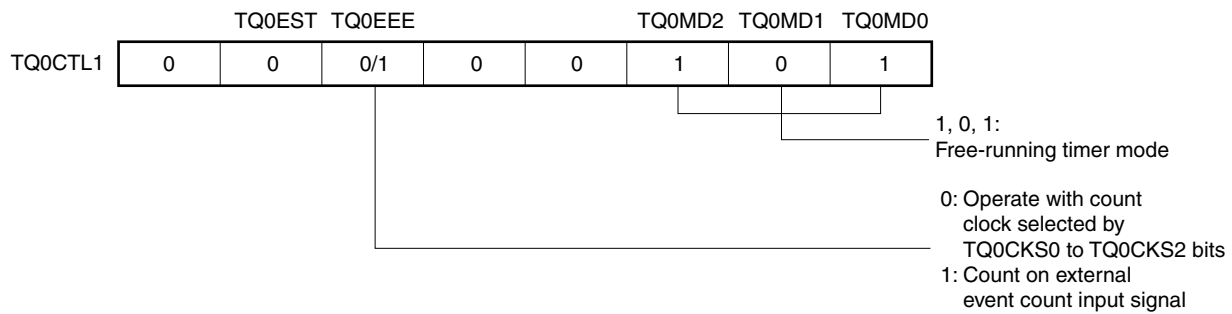 TQ0EST TQ0EEE TQ0MD2 TQ0MD1 TQ0MD0
TQ0CTL1 0 0 0/1 0 0 1 0 1
1, 0, 1:
Free-running timer mode
0: Operate with count
clock selected by
TQ0CKS0 to TQ0CKS2 bits
1: Count on external
event count input signal